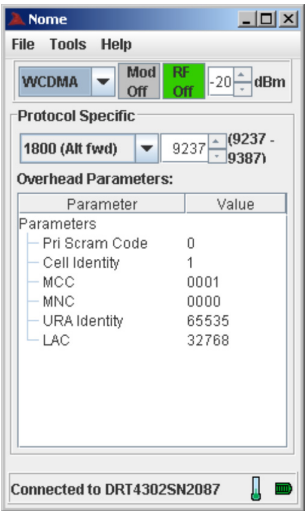 Nome
File Tools Help
WCDMA Mod Off RF Off -20 dBm
Protocol Specific
1800 (Alt fwd) 9237 (9237 - 9387)
Overhead Parameters:
Parameter Value
Parameters
Pri Scram Code 0
Cell Identity 1
MCC 0001
MNC 0000
URA Identity 65535
LAC 32768
Connected to DRT4302SN2087